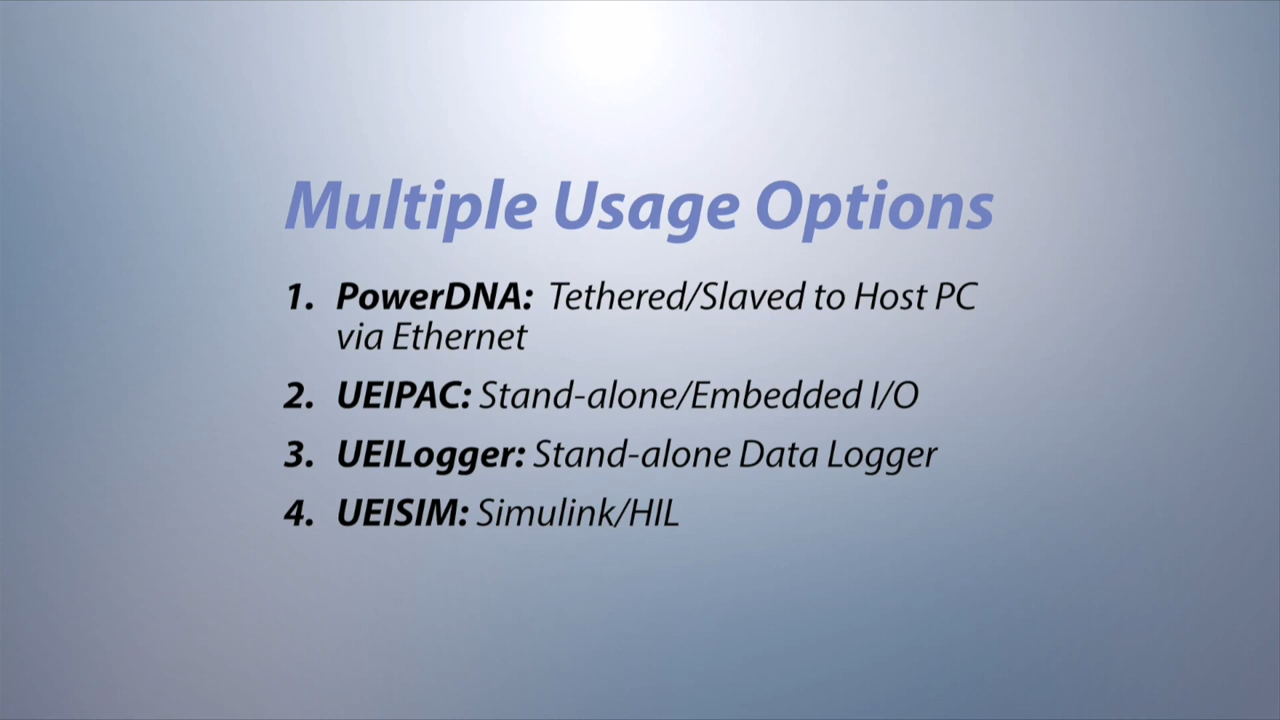 Multiple Usage Options
1. PowerDNA: Tethered/Slaved to Host PC
via Ethernet
2. UEIPAC: Stand-alone/Embedded I/O
3. UEILogger: Stand-alone Data Logger
4. UEISIM: Simulink/HIL